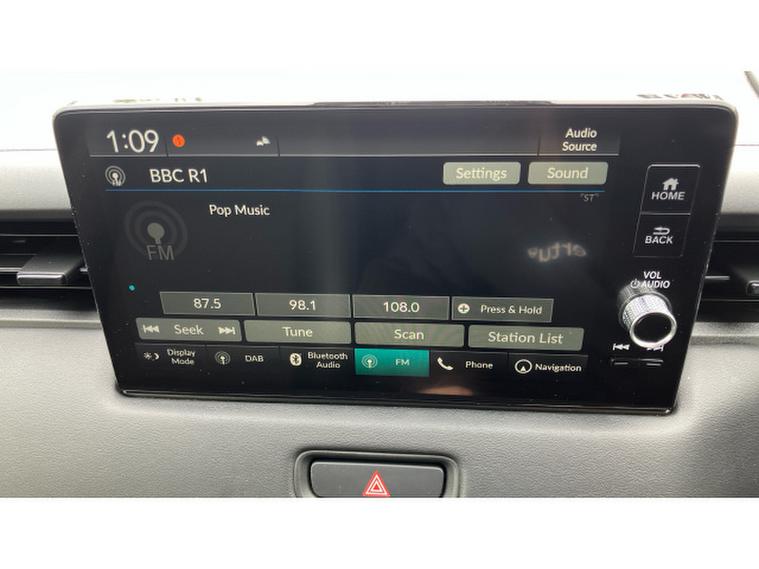 1:09
Audio
Source
BBC R1
Settings
Sound
"ST"
HOME
Pop Music
FM
BACK
VOL
AUDIO
87.5
98.1
108.0
Press & Hold
Seek
Tune
Scan
Station List
Display
Mode
DAB
Bluetooth
Audio
FM
Phone
Navigation